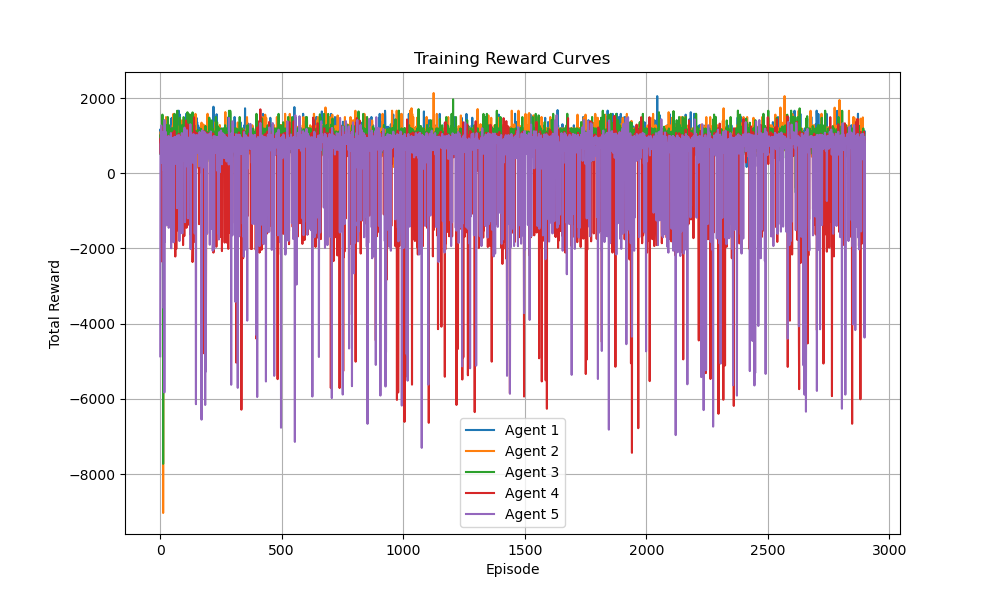 Training Reward Curves
Total Reward
2000
0
−2000
−4000
−6000
−8000
Agent 1
Agent 2
Agent 3
Agent 4
Agent 5
0 500 1000 1500 2000 2500 3000
Episode